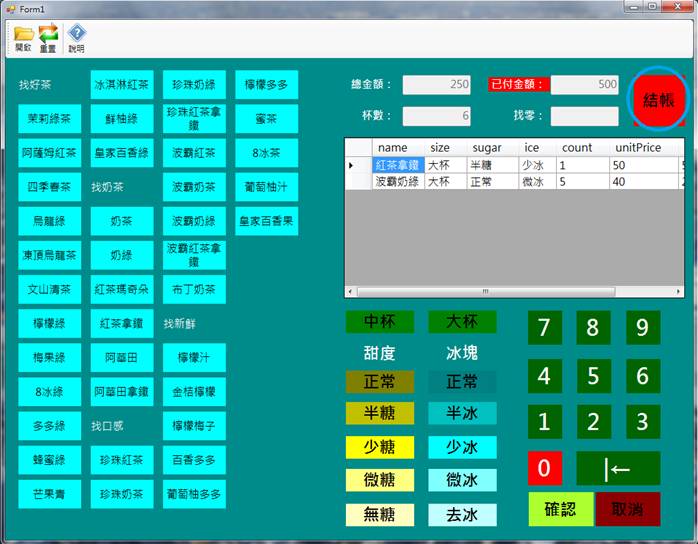 Form1
開啟 重置 說明
找好茶
茉莉綠茶
阿薩姆紅茶
四季春茶
烏龍綠
凍頂烏龍茶
文山清茶
檸檬綠
梅果綠
8冰綠
多多綠
蜂蜜綠
芒果青
冰淇淋紅茶
鮮柚綠
皇家百香綠
找奶茶
奶茶
奶綠
紅茶瑪奇朵
紅茶拿鐵
阿華田
阿華田拿鐵
找口感
珍珠紅茶
珍珠奶茶
珍珠奶綠
珍珠紅茶拿
鐵
波霸紅茶
波霸奶茶
波霸奶綠
波霸紅茶拿
鐵
布丁奶茶
找新鮮
檸檬汁
金桔檸檬
檸檬梅子
百香多多
葡萄柚多多
檸檬多多
蜜茶
8冰茶
葡萄柚汁
皇家百香果
總金額： 250 已付金額： 500
杯數： 6 找零：
結帳
name size sugar ice count unitPrice
紅茶拿鐵 大杯 半糖 少冰 1 50
波霸奶綠 大杯 正常 微冰 5 40
中杯 大杯
甜度 冰塊
正常 正常
半糖 半冰
少糖 少冰
微糖 微冰
無糖 去冰
7 8 9
4 5 6
1 2 3
0 |←
確認 取消